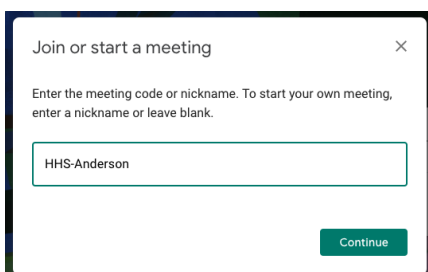 Join or start a meeting
Enter the meeting code or nickname. To start your own meeting,
enter a nickname or leave blank.
HHS-Anderson
Continue